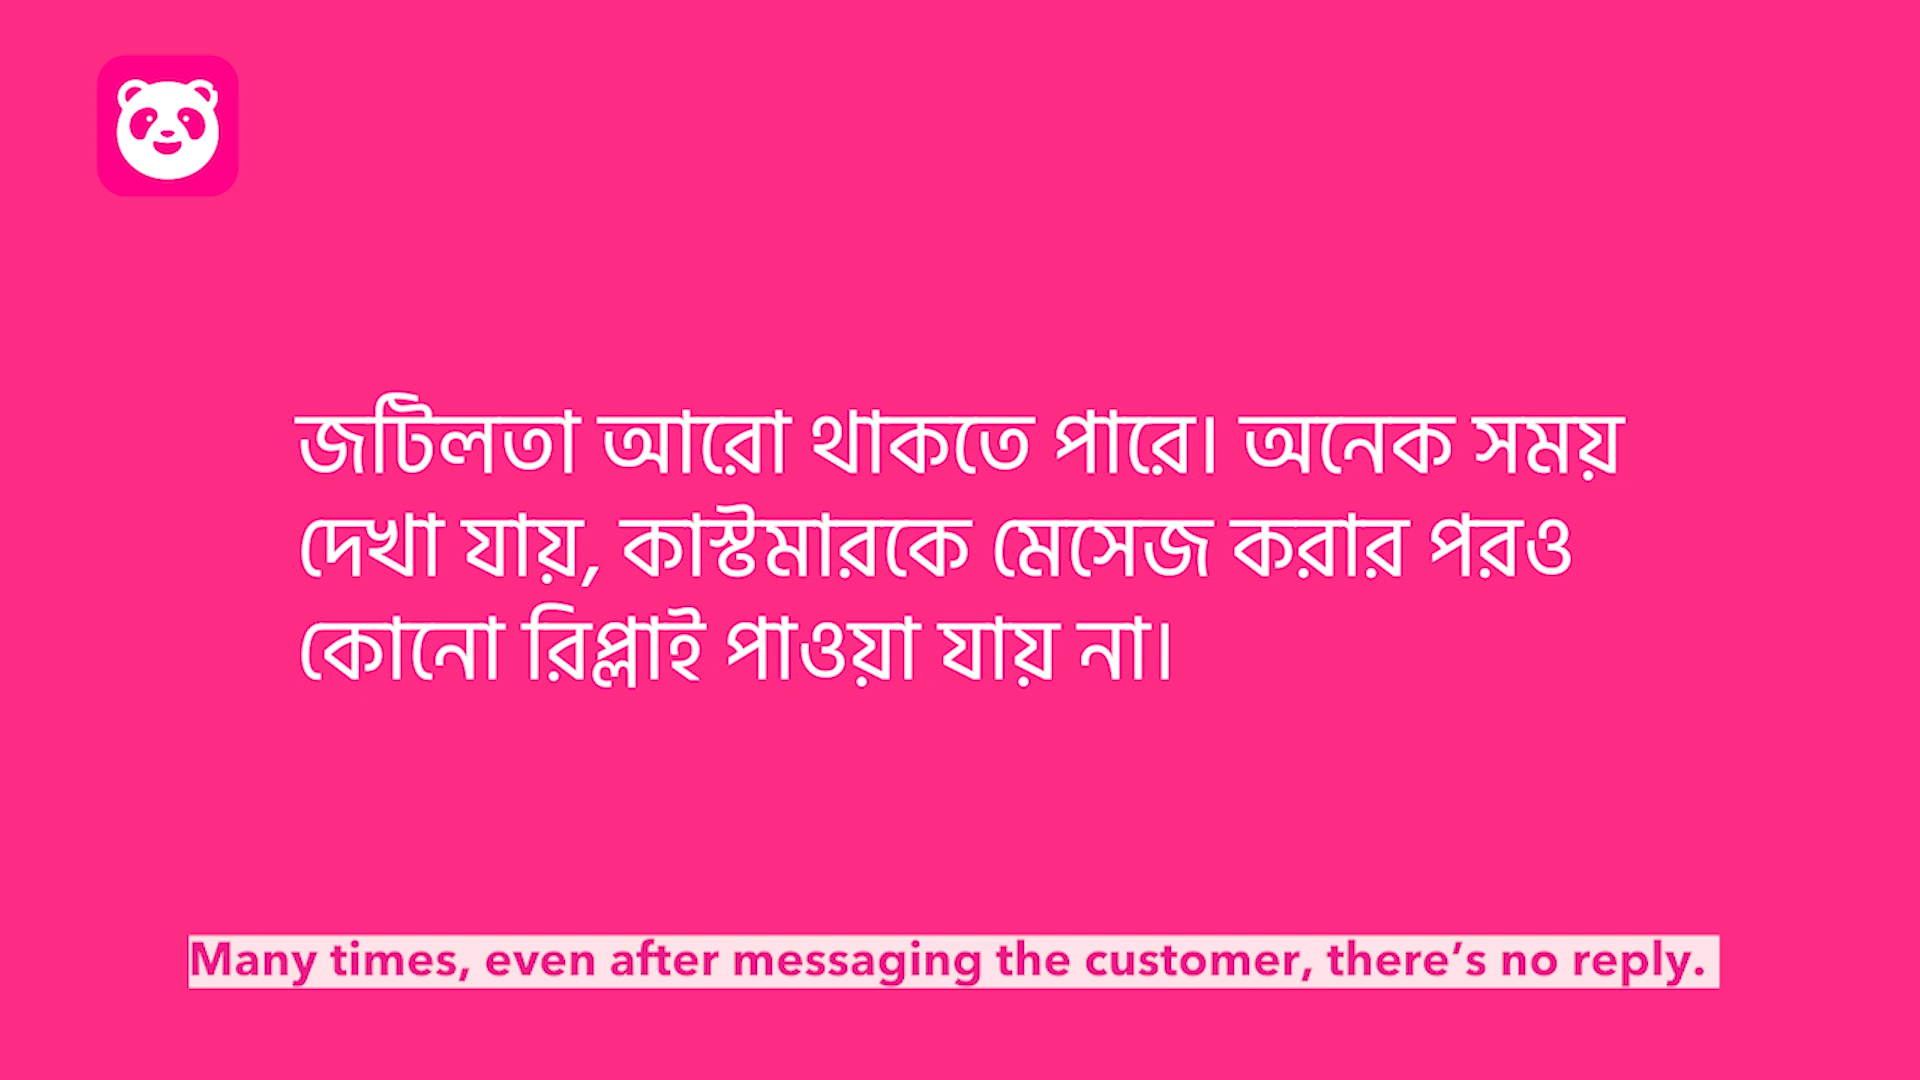 জটিলতা আরো থাকতে পারে। অনেক সময়
দেখা যায়, কাস্টমারকে মেসেজ করার পরও
কোনো রিপ্লাই পাওয়া যায় না।
Many times, even after messaging the customer, there’s no reply.